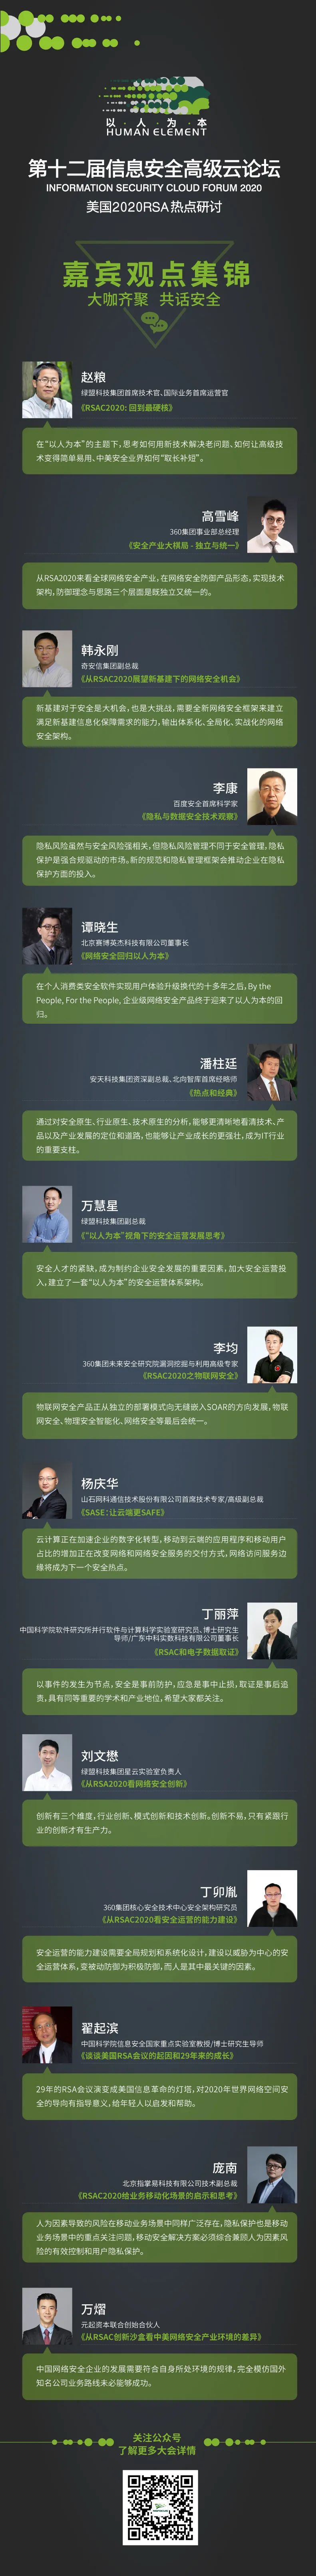 以·人·为·本
HUMAN ELEMENT
第十二届信息安全高级云论坛
INFORMATION SECURITY CLOUD FORUM 2020
美国2020RSA热点研讨
嘉宾观点集锦
大咖齐聚 共话安全
赵粮
绿盟科技集团首席技术官、国际业务首席运营官
《RSAC2020: 回到最硬核》
在“以人为本”的主题下，思考如何用新技术解决老问题、如何让高级技
术变得简单易用、中美安全业界如何“取长补短”。
高雪峰
360集团事业部总经理
《安全产业大棋局 - 独立与统一》
从RSA2020来看全球网络安全产业，在网络安全防御产品形态，实现技术
架构，防御理念与思路三个层面是既独立又统一的。
韩永刚
奇安信集团副总裁
《从RSAC2020展望新基建下的网络安全机会》
新基建对于安全是大机会，也是大挑战，需要全新网络安全框架来建立
满足新基建信息化保障需求的能力，输出体系化、全局化、实战化的网络
安全架构。
李康
百度安全首席科学家
《隐私与数据安全技术观察》
隐私风险虽然与安全风险强相关，但隐私风险管理不同于安全管理，隐私
保护是强合规驱动的市场。新的规范和隐私管理框架会推动企业在隐私
保护方面的投入。
谭晓生
北京赛博英杰科技有限公司董事长
《网络安全回归以人为本》
在个人消费类安全软件实现用户体验升级换代的十多年之后，By the
People, For the People, 企业级网络安全产品终于迎来了以人为本的回
归。
潘柱廷
安天科技集团资深副总裁、北向智库首席经略师
《热点和经典》
通过对安全原生、行业原生、技术原生的分析，能够更清晰地看清技术、产
品以及产业发展的定位和道路，也能够让产业成长的更强壮，成为IT行业
的重要支柱。
万慧星
绿盟科技集团副总裁
《“以人为本”视角下的安全运营发展思考》
安全人才的紧缺，成为制约企业安全发展的重要因素，加大安全运营投
入，建立了一套“以人为本”的安全运营体系架构。
李均
360集团未来安全研究院漏洞挖掘与利用高级专家
《RSAC2020之物联网安全》
物联网安全产品正从独立的部署模式向无缝嵌入SOAR的方向发展，物联
网安全、物理安全智能化、网络安全等最后会统一。
杨庆华
山石网科通信技术股份有限公司首席技术专家/高级副总裁
《SASE：让云端更SAFE》
云计算正在加速企业的数字化转型，移动到云端的应用程序和移动用户
占比的增加正在改变网络和网络安全服务的交付方式，网络访问服务边
缘将成为下一个安全热点。
丁丽萍
中国科学院软件研究所并行软件与计算科学实验室研究员、博士研究生
导师/广东中科实数科技有限公司董事长
《RSAC和电子数据取证》
以事件的发生为节点，安全是事前防护，应急是事中止损，取证是事后追
责，具有同等重要的学术和产业地位，希望大家都关注。
刘文懋
绿盟科技集团星云实验室负责人
《从RSA2020看网络安全创新》
创新有三个维度，行业创新、模式创新和技术创新。创新不易，只有紧跟行
业的创新才有生产力。
丁卯胤
360集团核心安全技术中心安全架构研究员
《从RSAC2020看安全运营的能力建设》
安全运营的能力建设需要全局规划和系统化设计，建设以威胁为中心的安
全运营体系，变被动防御为积极防御，而人是其中最关键的因素。
翟起滨
中国科学院信息安全国家重点实验室教授/博士研究生导师
《谈谈美国RSA会议的起因和29年来的成长》
29年的RSA会议演变成美国信息革命的灯塔，对2020年世界网络空间安
全的导向有指导意义，给年轻人以启发和帮助。
庞南
北京指掌易科技有限公司技术副总裁
《RSAC2020给业务移动化场景的启示和思考》
人为因素导致的风险在移动业务场景中同样广泛存在，隐私保护也是移动
业务场景中的重点关注问题，移动安全解决方案必须综合兼顾人为因素风
险的有效控制和用户隐私保护。
万熠
元起资本联合创始合伙人
《从RSAC创新沙盒看中美网络安全产业环境的差异》
中国网络安全企业的发展需要符合自身所处环境的规律，完全模仿国外
知名公司业务路线未必能够成功。
关注公众号
了解更多大会详情